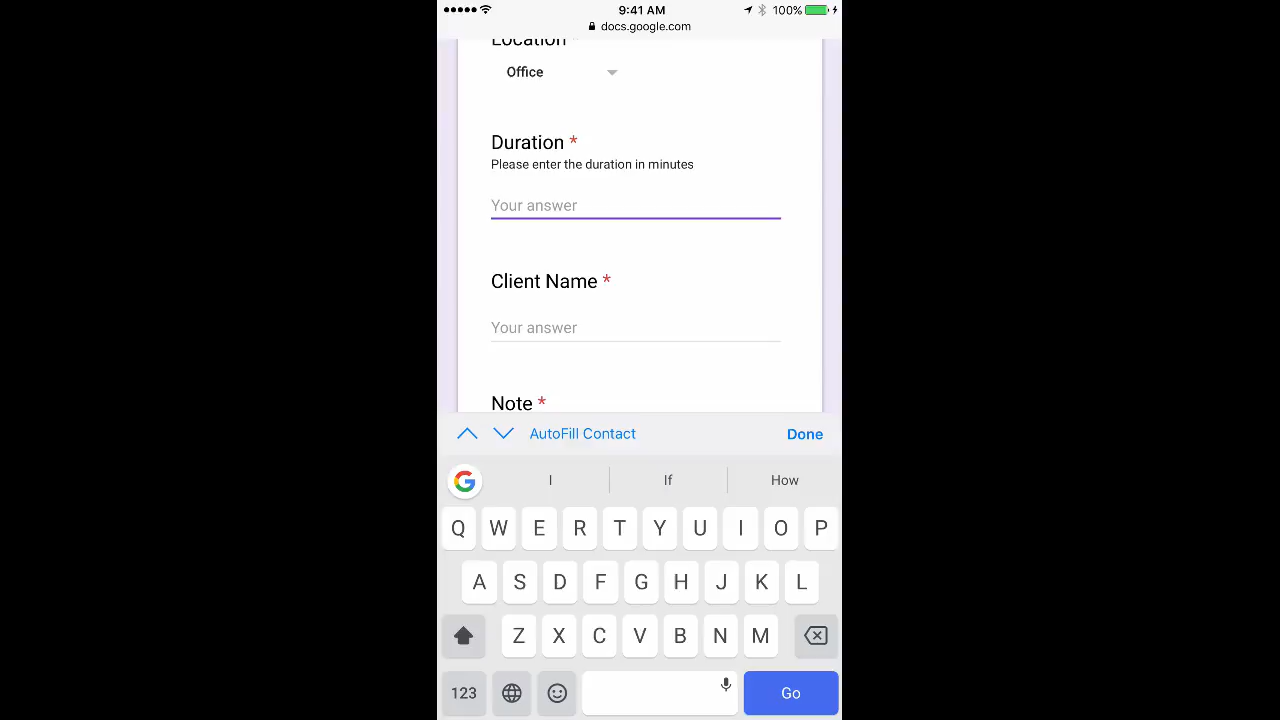 9:41 AM
100%
docs.google.com
Location *
Office
Duration *
Please enter the duration in minutes
Your answer
Client Name *
Your answer
Note *
AutoFill Contact
Done
G I If How
Q W E R T Y U I O P
A S D F G H J K L
Z X C V B N M
123
Go